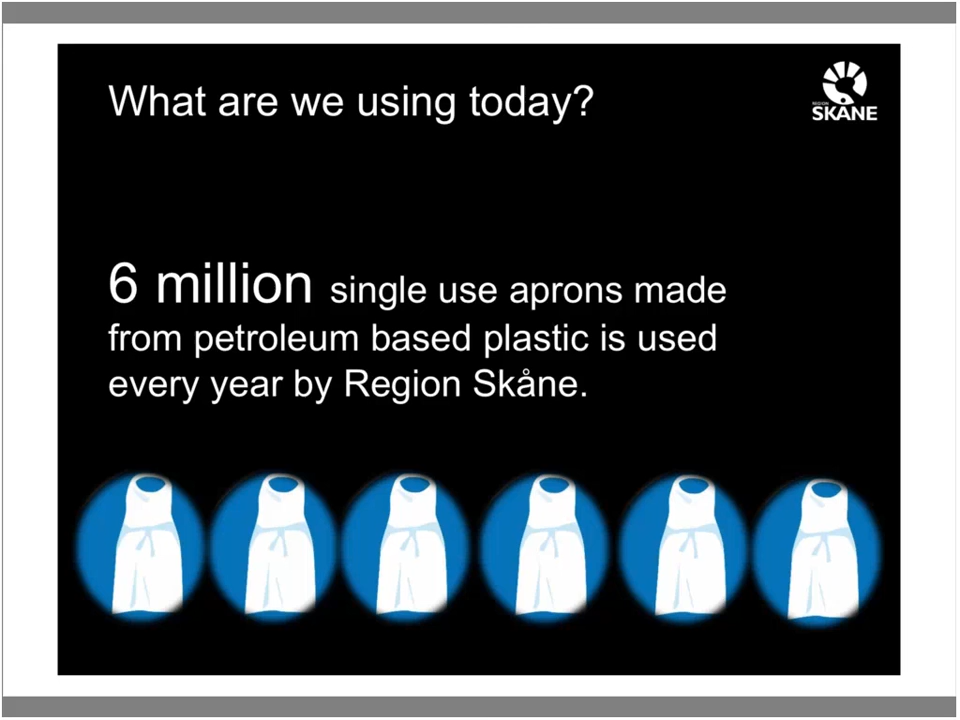 What are we using today?
REGION
SKÅNE
6 million single use aprons made
from petroleum based plastic is used
every year by Region Skåne.